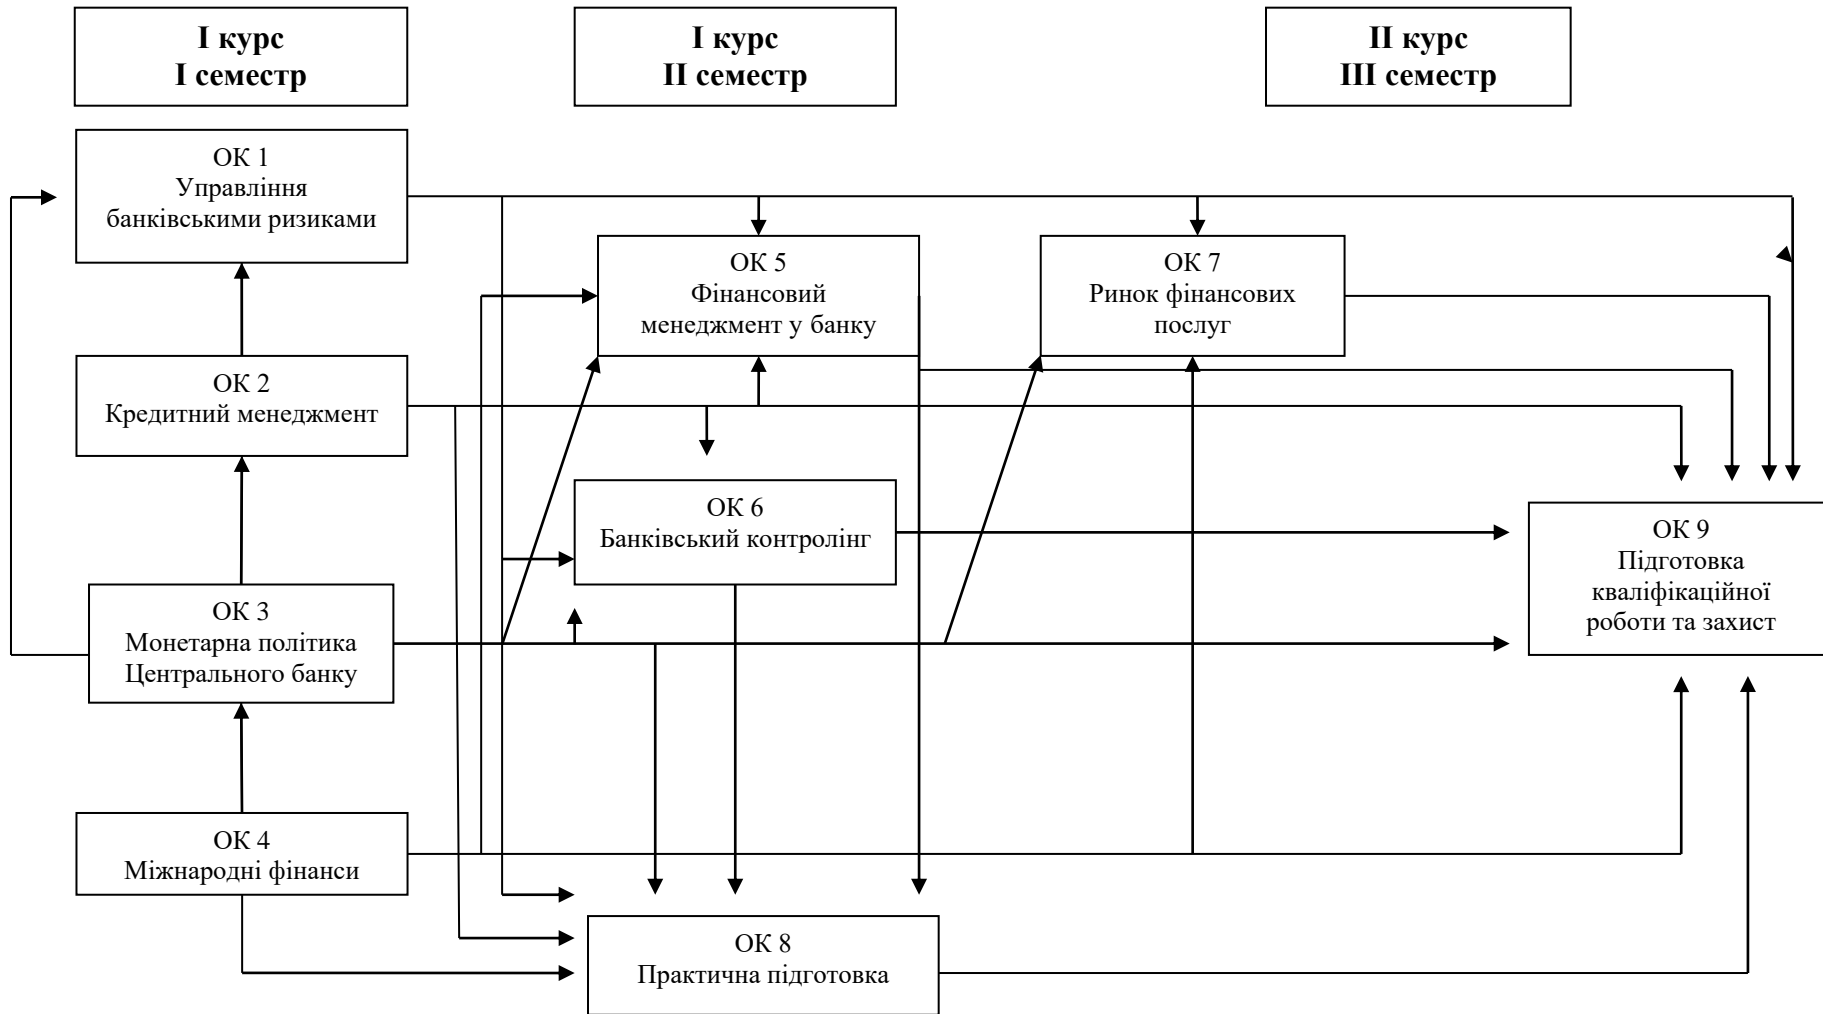 І курс
І семестр
І курс
ІІ семестр
ІІ курс
ІІІ семестр
ОК 1
Управління
банківськими ризиками
ОК 5
Фінансовий
менеджмент у банку
ОК 7
Ринок фінансових
послуг
ОК 2
Кредитний менеджмент
ОК 6
Банківський контролінг
ОК 9
Підготовка
кваліфікаційної
роботи та захист
ОК 3
Монетарна політика
Центрального банку
ОК 4
Міжнародні фінанси
ОК 8
Практична підготовка